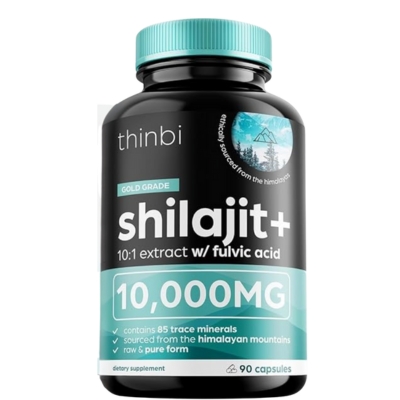 thinbi
ethically sourced from the himalayas
GOLD GRADE
shilajit+
10:1 extract w/ fulvic acid
10,000MG
✓ contains 85 trace minerals
✓ sourced from the himalayan mountains
✓ raw & pure form
dietary supplement
90 capsules